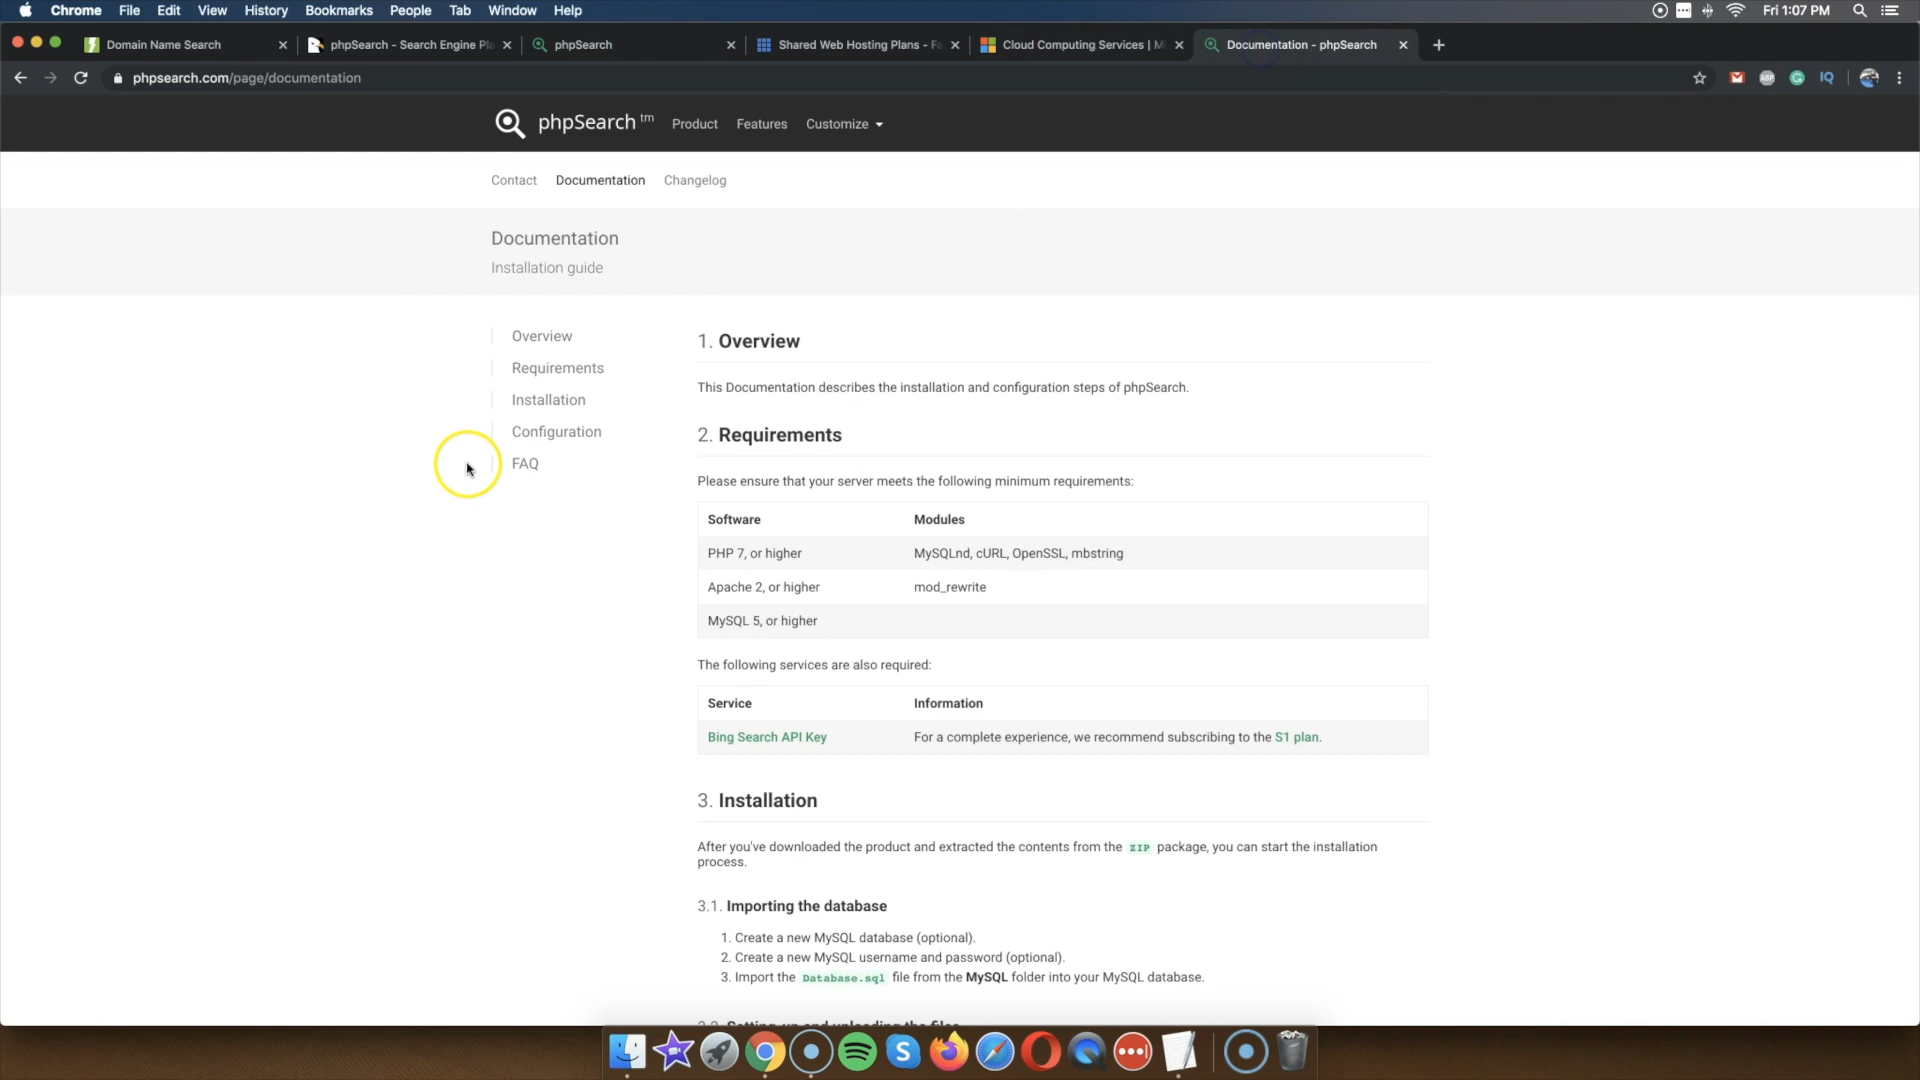 Chrome File Edit View History Bookmarks People Tab Window Help Fri 1:07 PM
Domain Name Search phpSearch - Search Engine Pla phpSearch Shared Web Hosting Plans - Fa Cloud Computing Services | Mi Documentation - phpSearch
phpsearch.com/page/documentation ABP IQ
phpSearch tm Product Features Customize
Contact Documentation Changelog
Documentation
Installation guide
Overview
Requirements
Installation
Configuration
FAQ
1. Overview
This Documentation describes the installation and configuration steps of phpSearch.
2. Requirements
Please ensure that your server meets the following minimum requirements:
Software Modules
PHP 7, or higher MySQLnd, cURL, OpenSSL, mbstring
Apache 2, or higher mod_rewrite
MySQL 5, or higher
The following services are also required:
Service Information
Bing Search API Key For a complete experience, we recommend subscribing to the S1 plan.
3. Installation
After you've downloaded the product and extracted the contents from the ZIP package, you can start the installation
process.
3.1. Importing the database
1. Create a new MySQL database (optional).
2. Create a new MySQL username and password (optional).
3. Import the Database.sql file from the MySQL folder into your MySQL database.